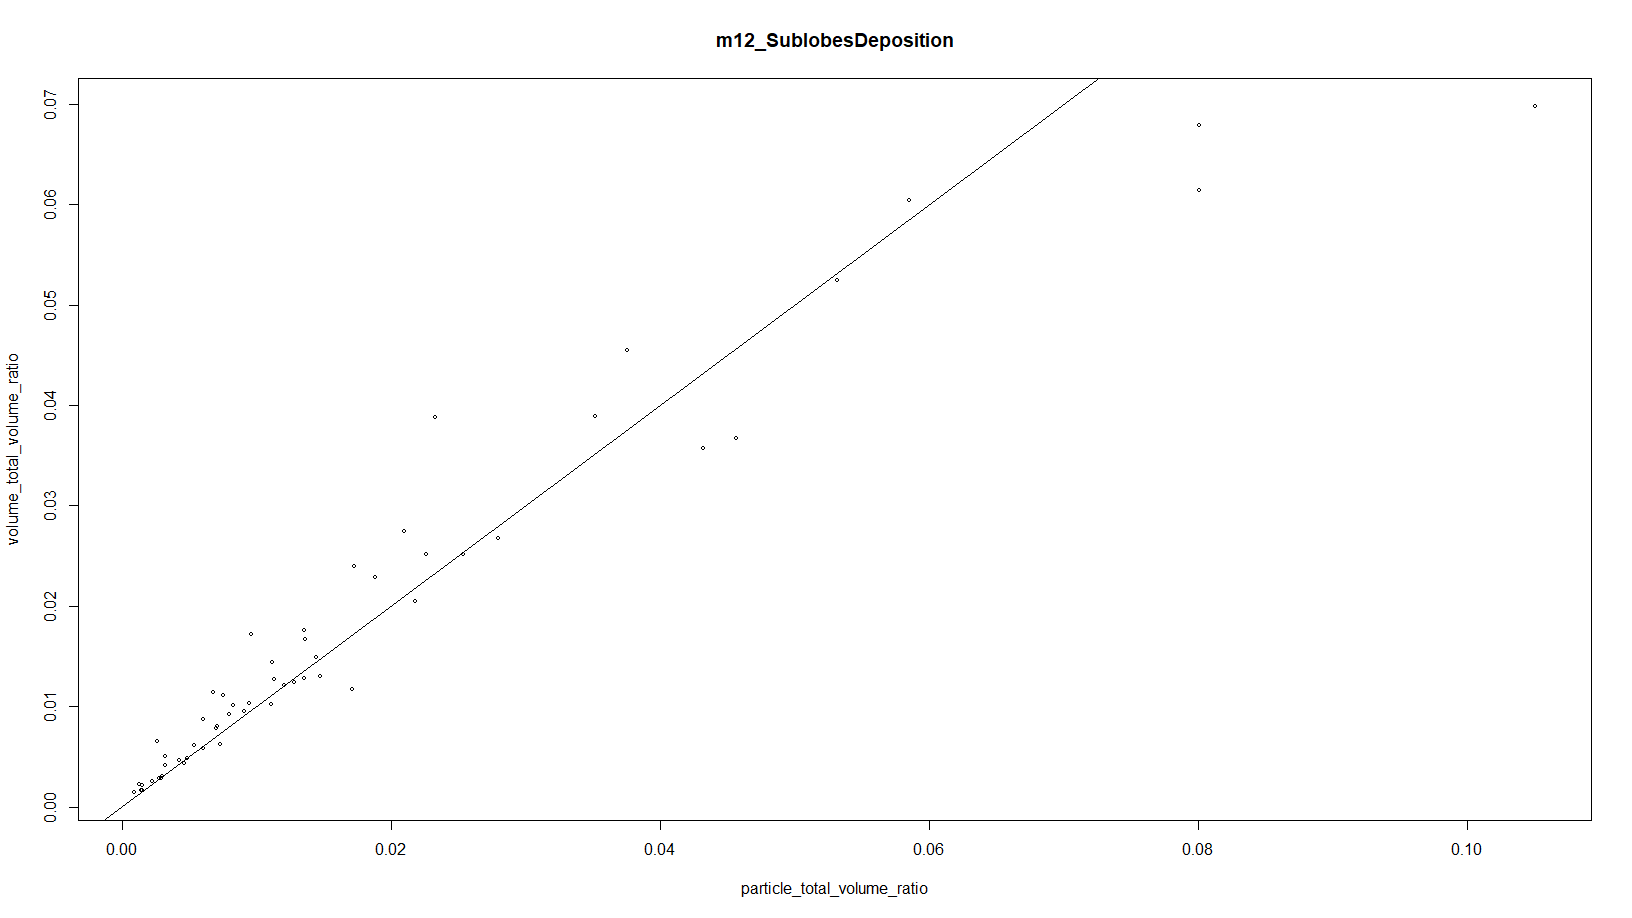 m12_SublobesDeposition
0.07
0.06
0.05
0.04
0.03
0.02
0.01
0.00
volume_total_volume_ratio
0.00 0.02 0.04 0.06 0.08 0.10
particle_total_volume_ratio